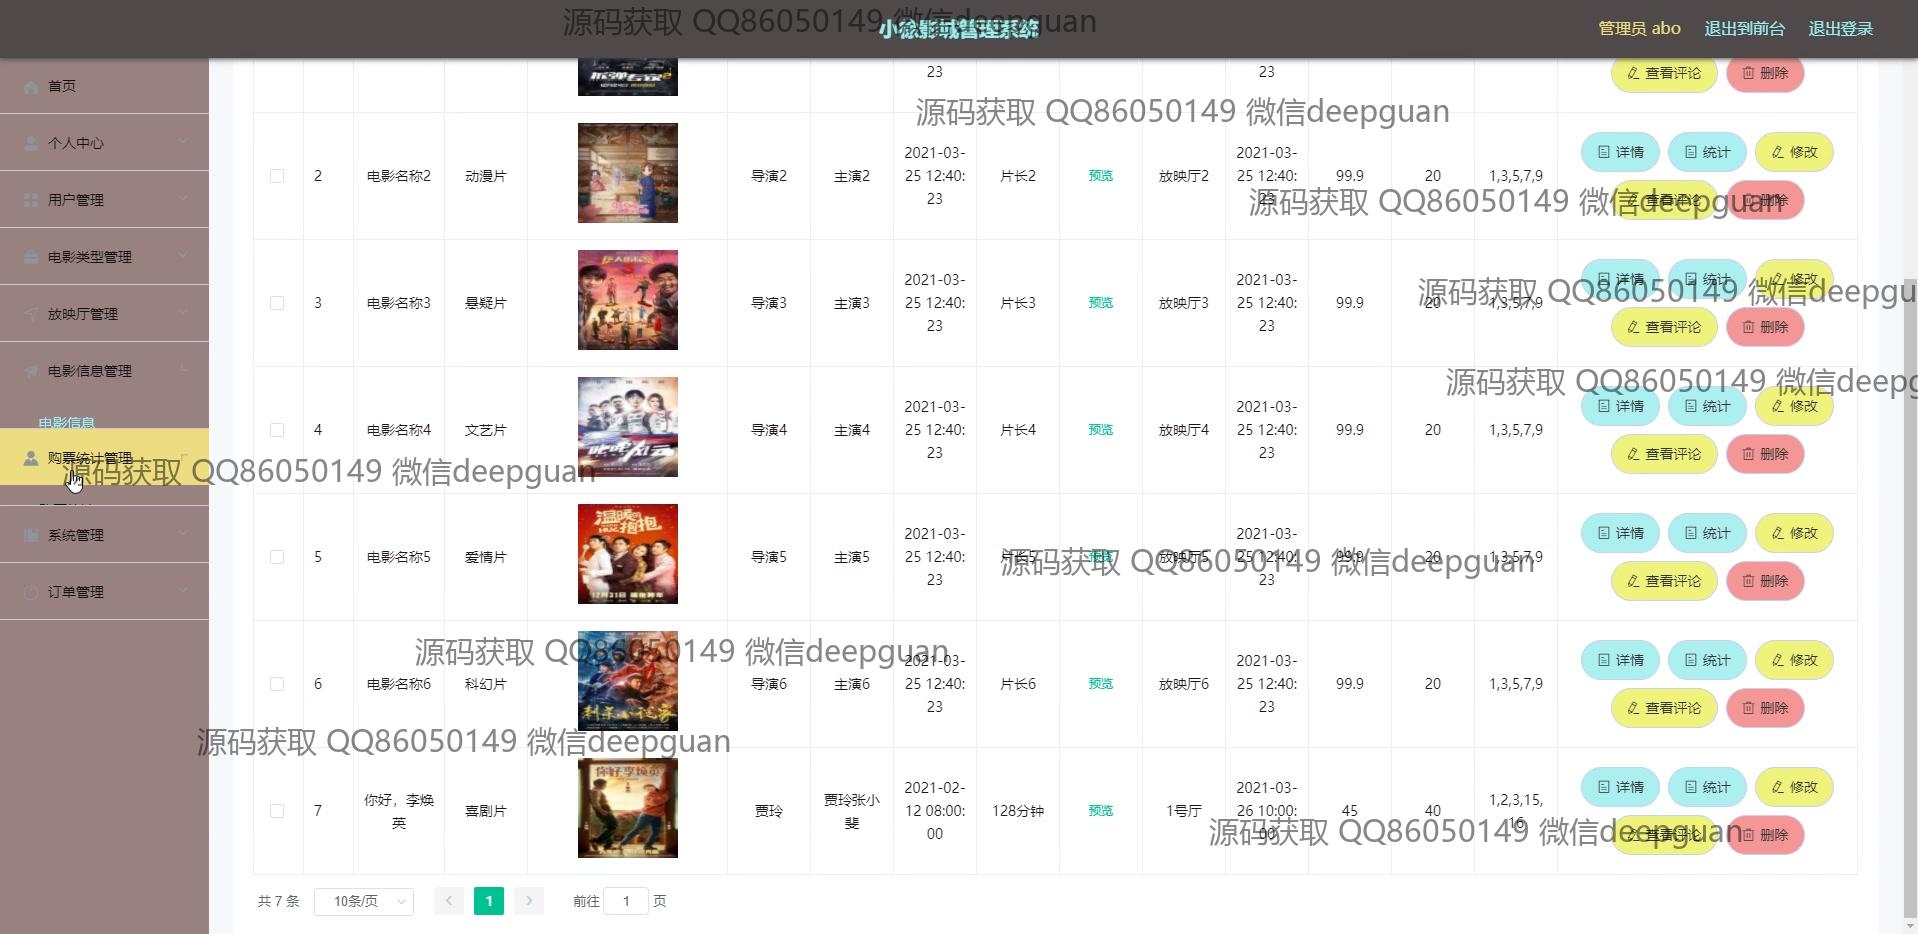 源码获取 QQ86050149 微信deepguan
管理系统
管理员 abo 退出到前台 退出登录
首页
个人中心
用户管理
电影类型管理
放映厅管理
电影信息管理
电影信息
购票统计管理
系统管理
订单管理
拆弹专家2
23 23 查看评论 删除
源码获取 QQ86050149 微信deepguan
2 电影名称2 动漫片 导演2 主演2 2021-03-25 12:40:23 片长2 预览 放映厅2 2021-03-25 12:40:23 99.9 20 1,3,5,7,9 详情 统计 修改
查看评论 删除
源码获取 QQ86050149 微信deepguan
3 电影名称3 悬疑片 导演3 主演3 2021-03-25 12:40:23 片长3 预览 放映厅3 2021-03-25 12:40:23 99.9 20 1,3,5,7,9 详情 统计 修改
查看评论 删除
源码获取 QQ86050149 微信deepgu
源码获取 QQ86050149 微信deepg
4 电影名称4 文艺片 导演4 主演4 2021-03-25 12:40:23 片长4 预览 放映厅4 2021-03-25 12:40:23 99.9 20 1,3,5,7,9 详情 统计 修改
查看评论 删除
源码获取 QQ86050149 微信deepguan
5 电影名称5 爱情片 温暖的抱抱 HUG 12月31日 导演5 主演5 2021-03-25 12:40:23 片长5 预览 放映厅5 2021-03-25 12:40:23 99.9 20 1,3,5,7,9 详情 统计 修改
查看评论 删除
源码获取 QQ86050149 微信deepguan
源码获取 QQ86050149 微信deepguan
6 电影名称6 科幻片 刺杀小说家 导演6 主演6 2021-03-25 12:40:23 片长6 预览 放映厅6 2021-03-25 12:40:23 99.9 20 1,3,5,7,9 详情 统计 修改
查看评论 删除
源码获取 QQ86050149 微信deepguan
7 你好，李焕英 喜剧片 你好李焕英 贾玲 贾玲张小斐 2021-02-12 08:00:00 128分钟 预览 1号厅 2021-03-26 10:00:00 45 40 1,2,3,15,16 详情 统计 修改
查看评论 删除
源码获取 QQ86050149 微信deepguan
共 7 条 10条/页 1 前往 1 页